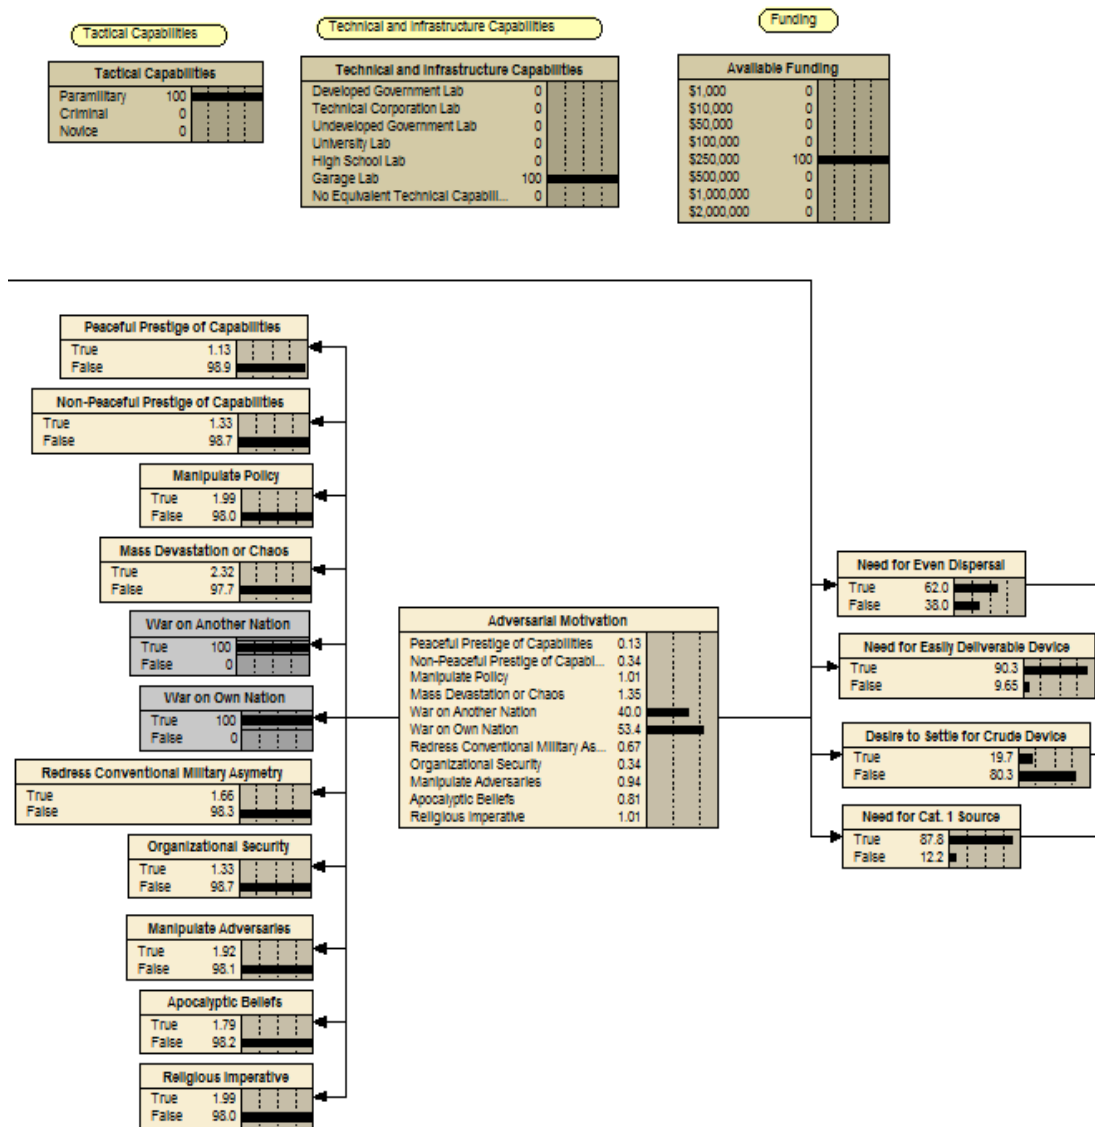 Tactical Capabilities
Technical and Infrastructure Capabilities
Funding
Tactical Capabilities
Paramilitary 100
Criminal 0
Novice 0
Technical and Infrastructure Capabilities
Developed Government Lab 0
Technical Corporation Lab 0
Undeveloped Government Lab 0
University Lab 0
High School Lab 0
Garage Lab 100
No Equivalent Technical Capabili... 0
Available Funding
$1,000 0
$10,000 0
$50,000 0
$100,000 0
$250,000 100
$500,000 0
$1,000,000 0
$2,000,000 0
Peaceful Prestige of Capabilities
True 1.13
False 98.9
Non-Peaceful Prestige of Capabilities
True 1.33
False 98.7
Manipulate Policy
True 1.99
False 98.0
Mass Devastation or Chaos
True 2.32
False 97.7
War on Another Nation
True 100
False 0
War on Own Nation
True 100
False 0
Redress Conventional Military Asymetry
True 1.66
False 98.3
Organizational Security
True 1.33
False 98.7
Manipulate Adversaries
True 1.92
False 98.1
Apocalyptic Beliefs
True 1.79
False 98.2
Religious Imperative
True 1.99
False 98.0
Adversarial Motivation
Peaceful Prestige of Capabilities 0.13
Non-Peaceful Prestige of Capabi... 0.34
Manipulate Policy 1.01
Mass Devastation or Chaos 1.35
War on Another Nation 40.0
War on Own Nation 53.4
Redress Conventional Military As... 0.67
Organizational Security 0.34
Manipulate Adversaries 0.94
Apocalyptic Beliefs 0.81
Religious Imperative 1.01
Need for Even Dispersal
True 62.0
False 38.0
Need for Easily Deliverable Device
True 90.3
False 9.65
Desire to Settle for Crude Device
True 19.7
False 80.3
Need for Cat. 1 Source
True 87.8
False 12.2